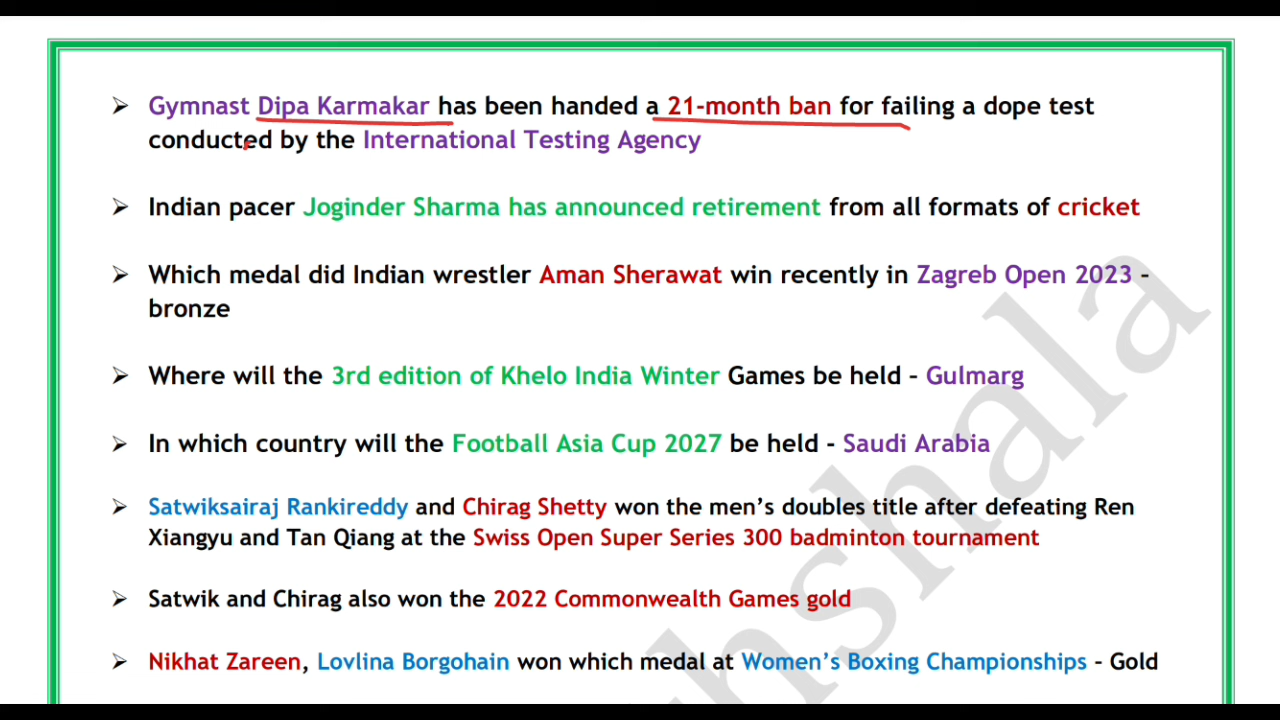 ➢ Gymnast Dipa Karmakar has been handed a 21-month ban for failing a dope test
conducted by the International Testing Agency
➢ Indian pacer Joginder Sharma has announced retirement from all formats of cricket
➢ Which medal did Indian wrestler Aman Sherawat win recently in Zagreb Open 2023 –
bronze
➢ Where will the 3rd edition of Khelo India Winter Games be held – Gulmarg
➢ In which country will the Football Asia Cup 2027 be held - Saudi Arabia
➢ Satwiksairaj Rankireddy and Chirag Shetty won the men’s doubles title after defeating Ren
Xiangyu and Tan Qiang at the Swiss Open Super Series 300 badminton tournament
➢ Satwik and Chirag also won the 2022 Commonwealth Games gold
➢ Nikhat Zareen, Lovlina Borgohain won which medal at Women’s Boxing Championships – Gold